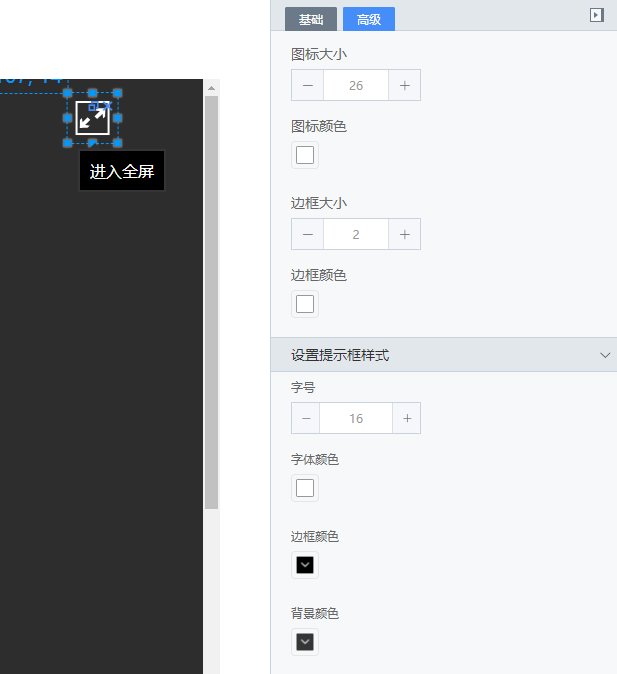 基础
高级
图标大小
26
图标颜色
进入全屏
边框大小
2
边框颜色
设置提示框样式
字号
16
字体颜色
边框颜色
背景颜色